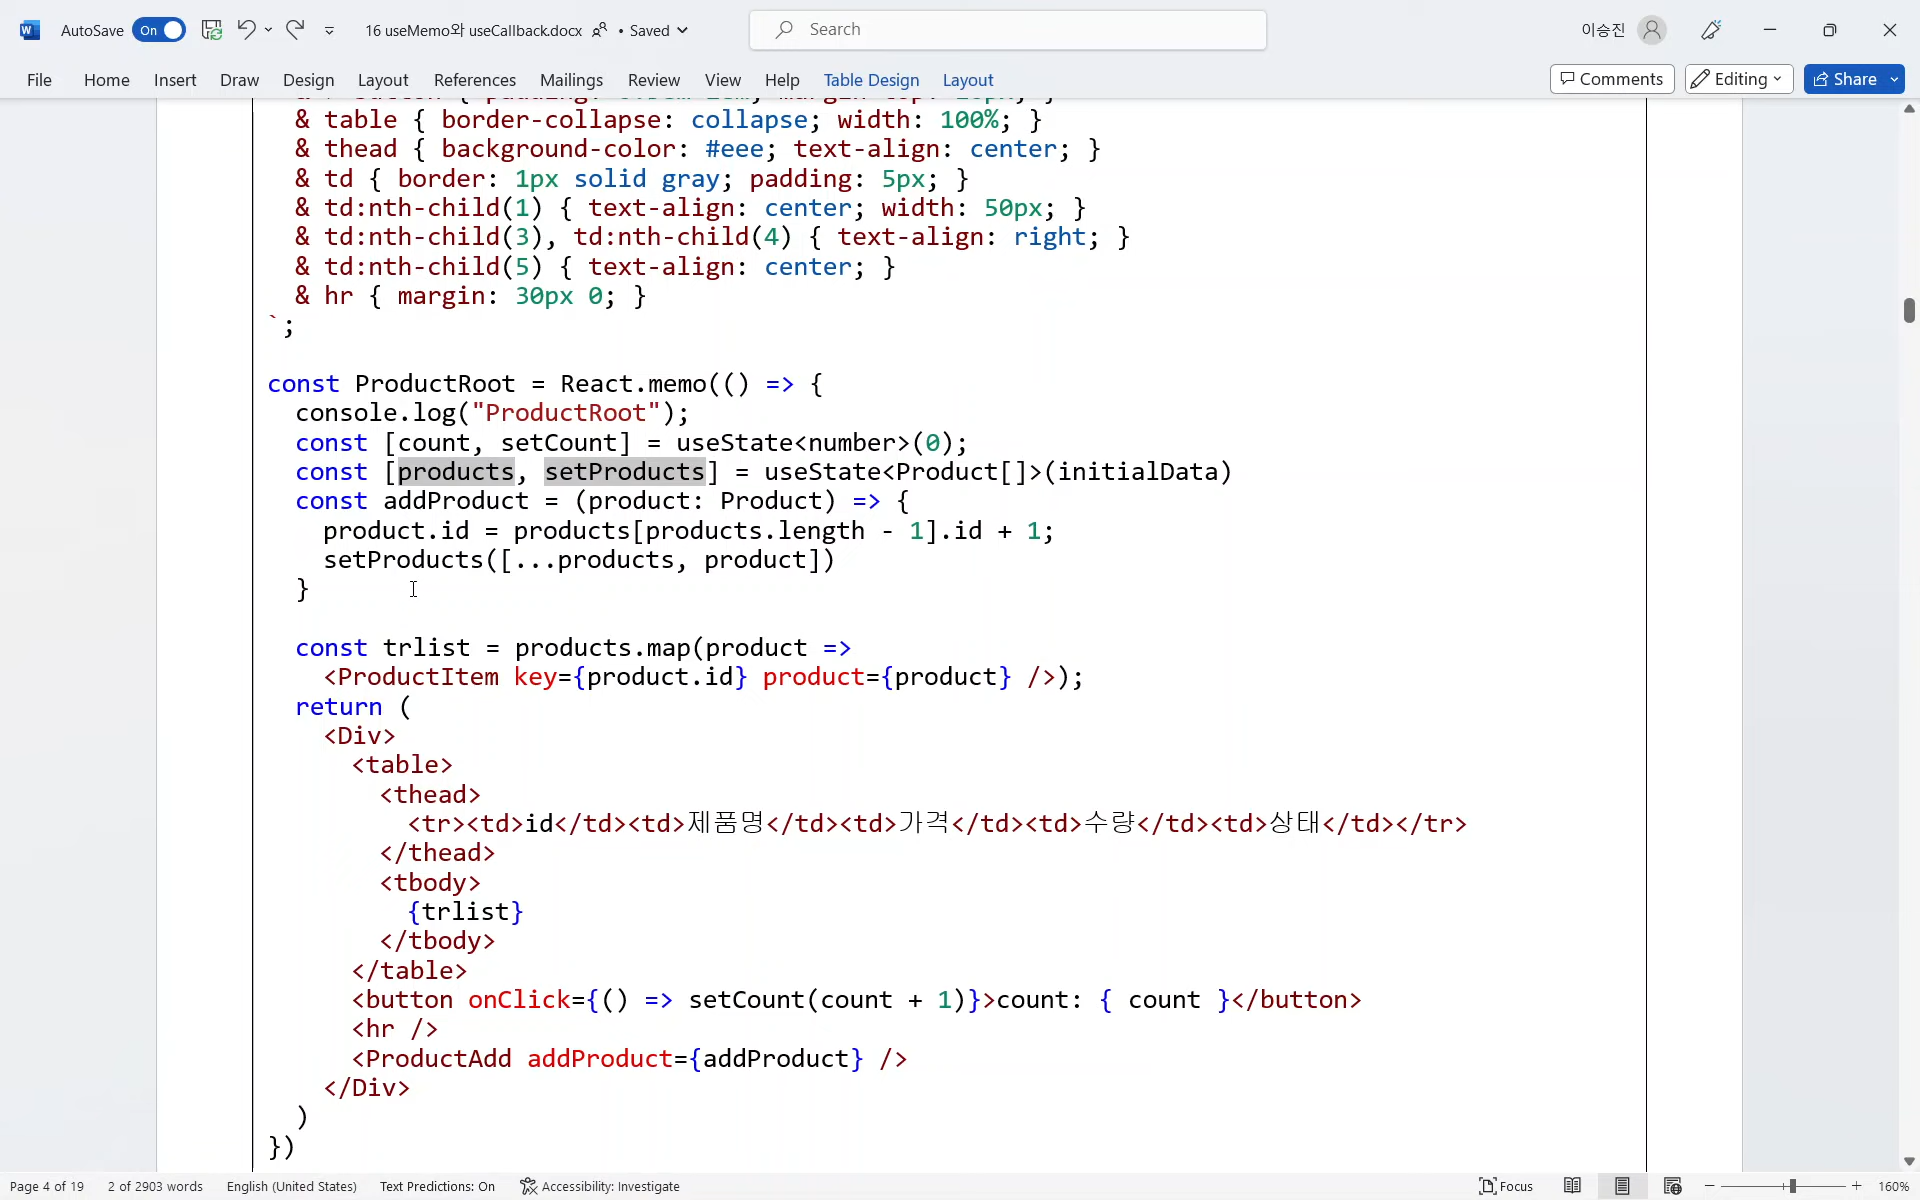 AutoSave On 16 useMemo와 useCallback.docx • Saved Search 이승진
File Home Insert Draw Design Layout References Mailings Review View Help Table Design Layout Comments Editing Share
& table { border-collapse: collapse; width: 100%; }
& thead { background-color: #eee; text-align: center; }
& td { border: 1px solid gray; padding: 5px; }
& td:nth-child(1) { text-align: center; width: 50px; }
& td:nth-child(3), td:nth-child(4) { text-align: right; }
& td:nth-child(5) { text-align: center; }
& hr { margin: 30px 0; }
`;
const ProductRoot = React.memo(() => {
console.log("ProductRoot");
const [count, setCount] = useState<number>(0);
const [products, setProducts] = useState<Product[]>(initialData)
const addProduct = (product: Product) => {
product.id = products[products.length - 1].id + 1;
setProducts([...products, product])
}
const trlist = products.map(product =>
<ProductItem key={product.id} product={product} />);
return (
<Div>
<table>
<thead>
<tr><td>id</td><td>제품명</td><td>가격</td><td>수량</td><td>상태</td></tr>
</thead>
<tbody>
{trlist}
</tbody>
</table>
<button onClick={() => setCount(count + 1)}>count: { count }</button>
<hr />
<ProductAdd addProduct={addProduct} />
</Div>
)
})
Page 4 of 19 2 of 2903 words English (United States) Text Predictions: On Accessibility: Investigate Focus 160%